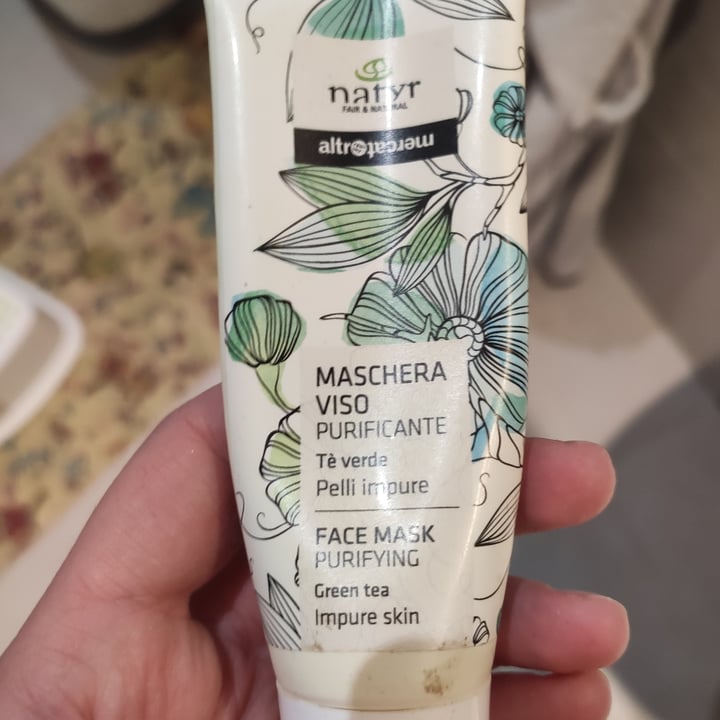 natyr
FAIR & NATURAL
altromercato
MASCHERA
VISO
PURIFICANTE
Tè verde
Pelli impure
FACE MASK
PURIFYING
Green tea
Impure skin